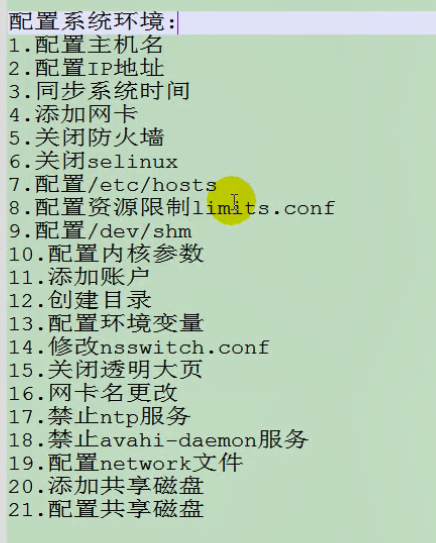 配置系统环境:
1.配置主机名
2.配置IP地址
3.同步系统时间
4.添加网卡
5.关闭防火墙
6.关闭selinux
7.配置/etc/hosts
8.配置资源限制limits.conf
9.配置/dev/shm
10.配置内核参数
11.添加账户
12.创建目录
13.配置环境变量
14.修改nsswitch.conf
15.关闭透明大页
16.网卡名更改
17.禁止ntp服务
18.禁止avahi-daemon服务
19.配置network文件
20.添加共享磁盘
21.配置共享磁盘